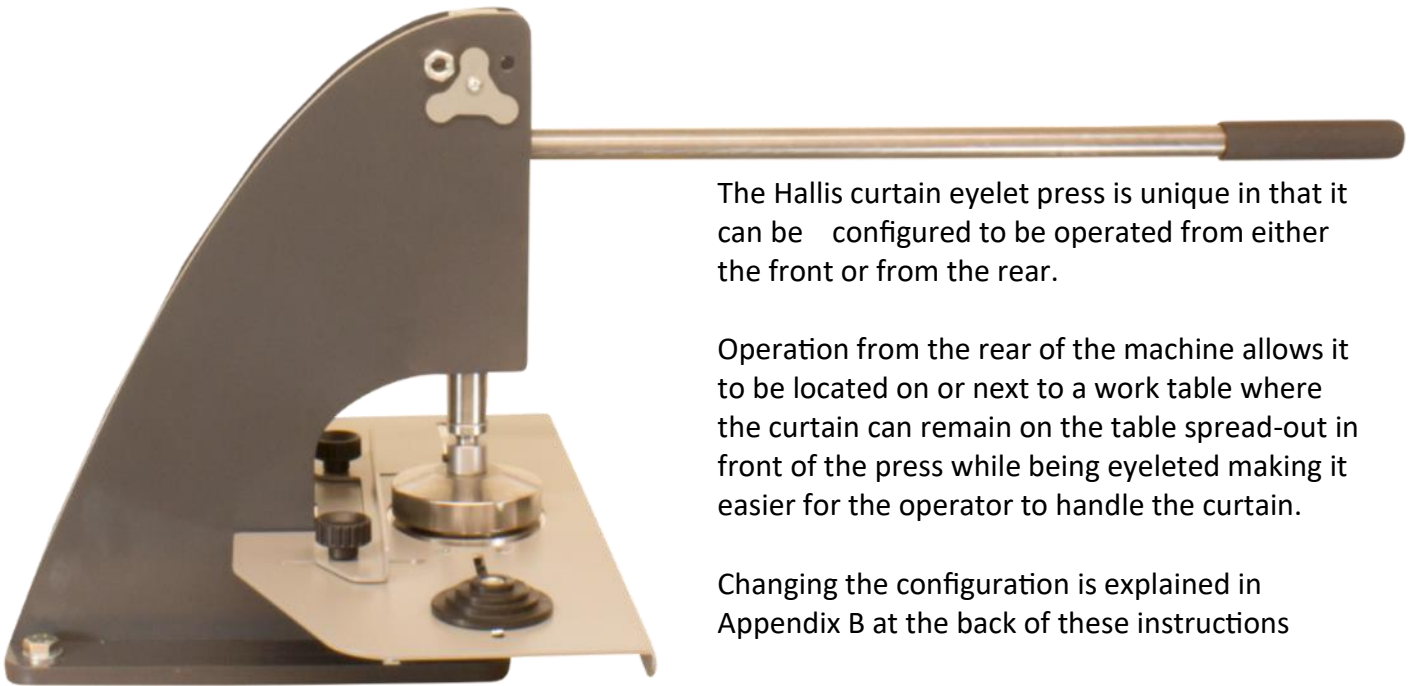 The Hallis curtain eyelet press is unique in that it
can be configured to be operated from either
the front or from the rear.
Operation from the rear of the machine allows it
to be located on or next to a work table where
the curtain can remain on the table spread-out in
front of the press while being eyeleted making it
easier for the operator to handle the curtain.
Changing the configuration is explained in
Appendix B at the back of these instructions